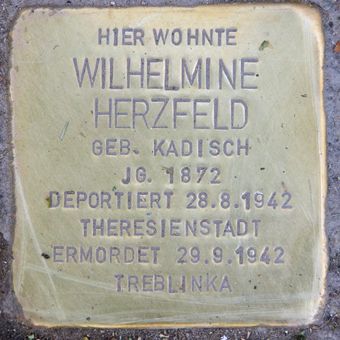 HIER WOHNTE
WILHELMINE
HERZFELD
GEB. KADISCH
JG. 1872
DEPORTIERT 28.8.1942
THERESIENSTADT
ERMORDET 29.9.1942
TREBLINKA